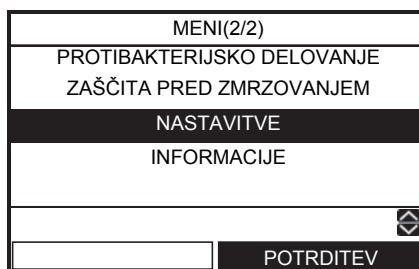 MENI(2/2)
PROTIBAKTERIJSKO DELOVANJE
ZAŠČITA PRED ZMRZOVANJEM
NASTAVITVE
INFORMACIJE
POTRDITEV